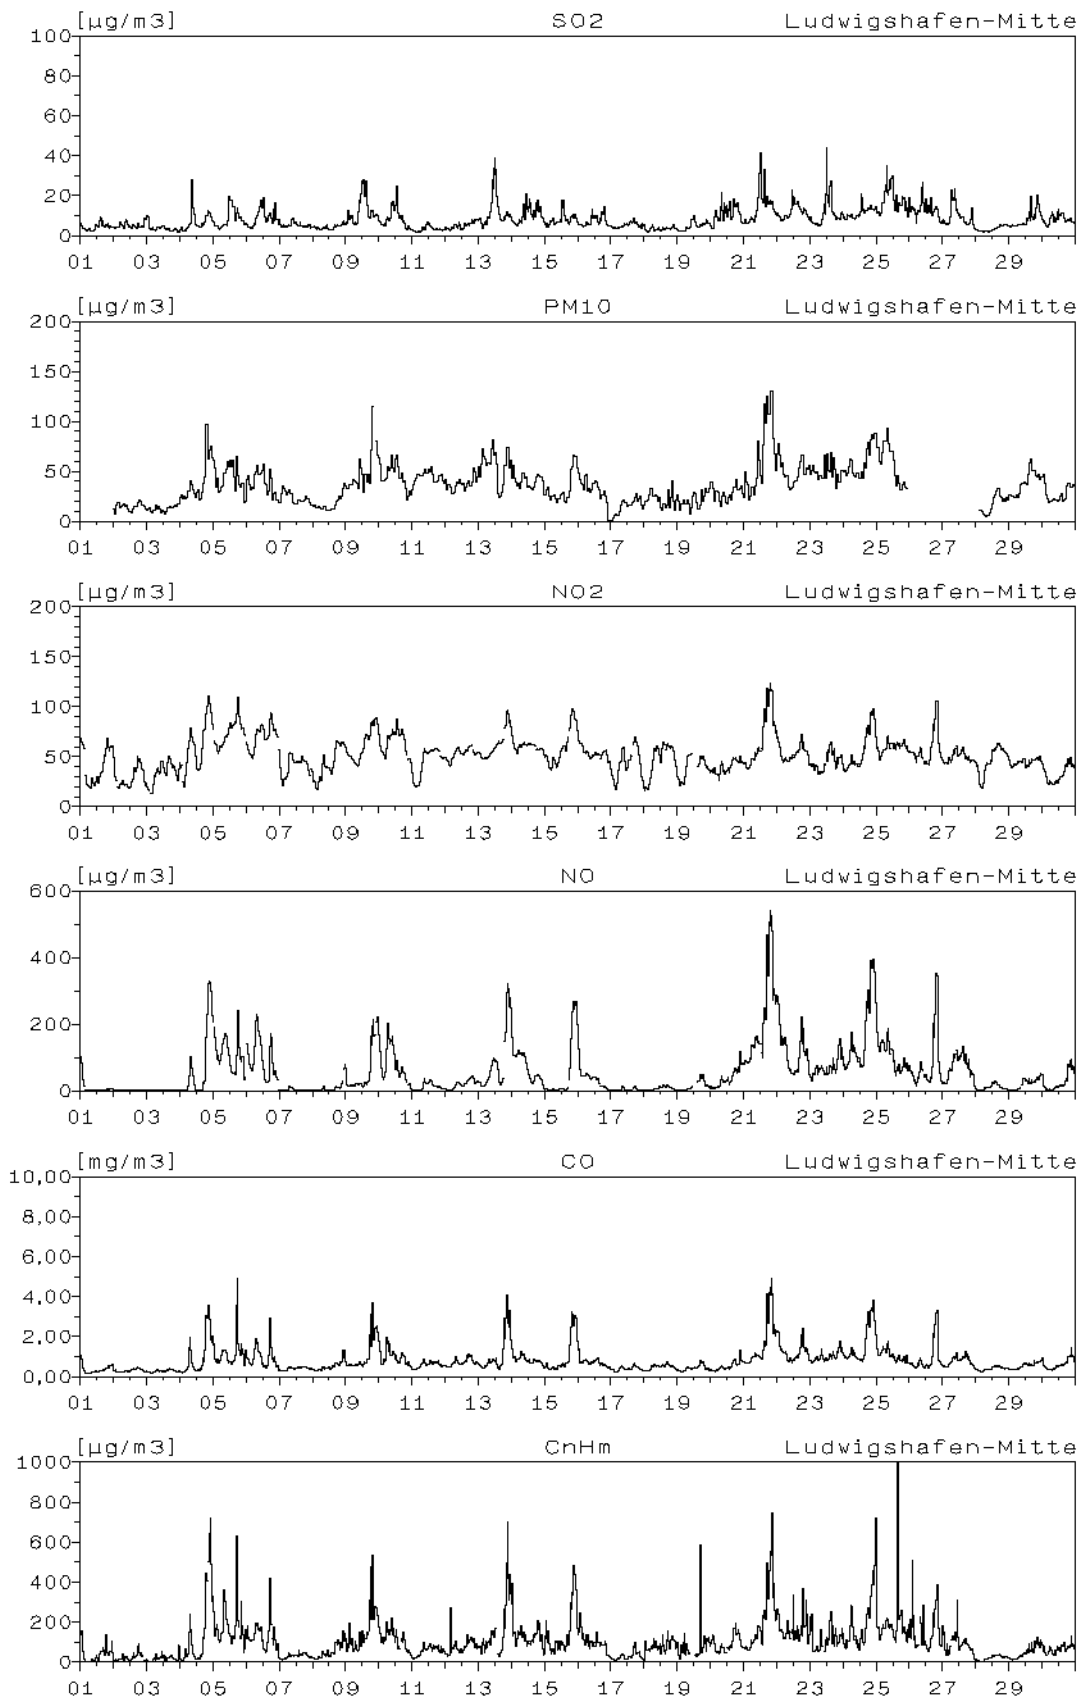 [µg/m3] SO2 Ludwigshafen-Mitte
100
80
60
40
20
0
01 03 05 07 09 11 13 15 17 19 21 23 25 27 29
[µg/m3] PM10 Ludwigshafen-Mitte
200
150
100
50
0
01 03 05 07 09 11 13 15 17 19 21 23 25 27 29
[µg/m3] NO2 Ludwigshafen-Mitte
200
150
100
50
0
01 03 05 07 09 11 13 15 17 19 21 23 25 27 29
[µg/m3] NO Ludwigshafen-Mitte
600
400
200
0
01 03 05 07 09 11 13 15 17 19 21 23 25 27 29
[mg/m3] CO Ludwigshafen-Mitte
10,00
8,00
6,00
4,00
2,00
0,00
01 03 05 07 09 11 13 15 17 19 21 23 25 27 29
[µg/m3] CnHm Ludwigshafen-Mitte
1000
800
600
400
200
0
01 03 05 07 09 11 13 15 17 19 21 23 25 27 29